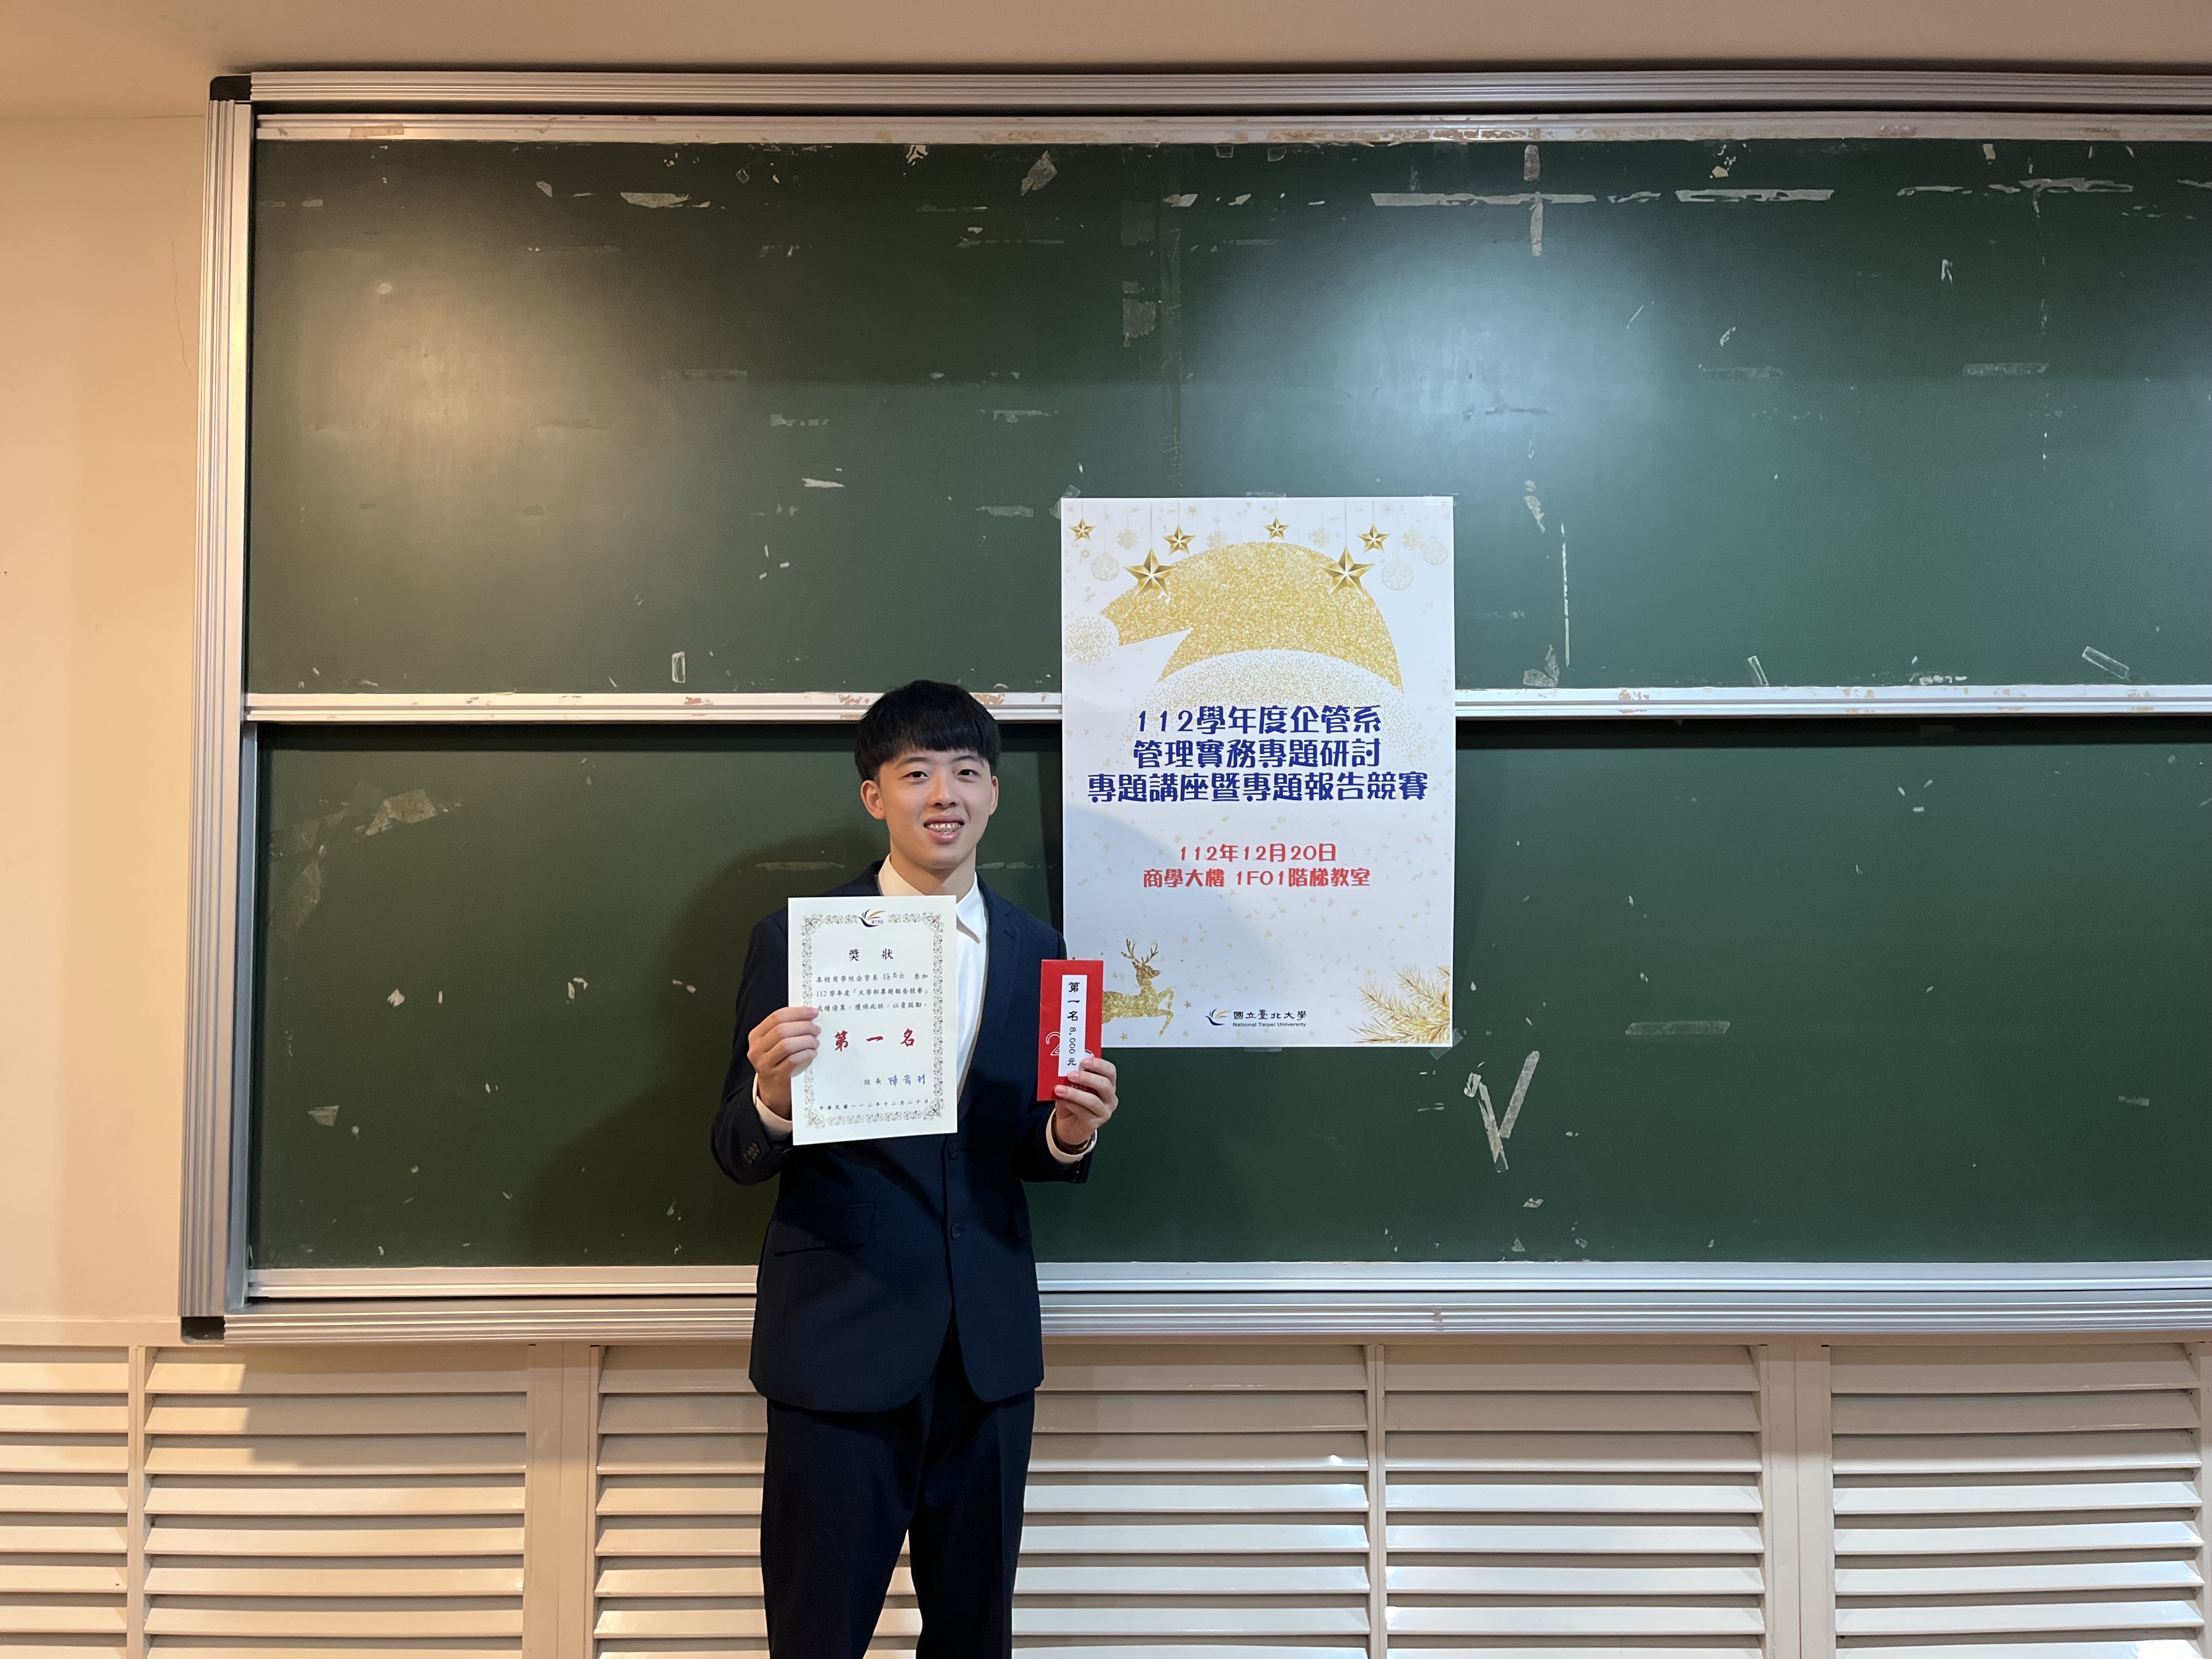 112學年度企管系
管理實務專題研討
專題講座暨專題報告競賽
112年12月20日
商學大樓 1F01階梯教室
國立臺北大學
National Taipei University
獎 狀
本校商學院企管系 參加
112學年度「大學部專題報告競賽」
成績優異,獲頒此狀,以資鼓勵。
第 一 名
院長
中華民國一一二年十二月二十日
第一名 8,000元